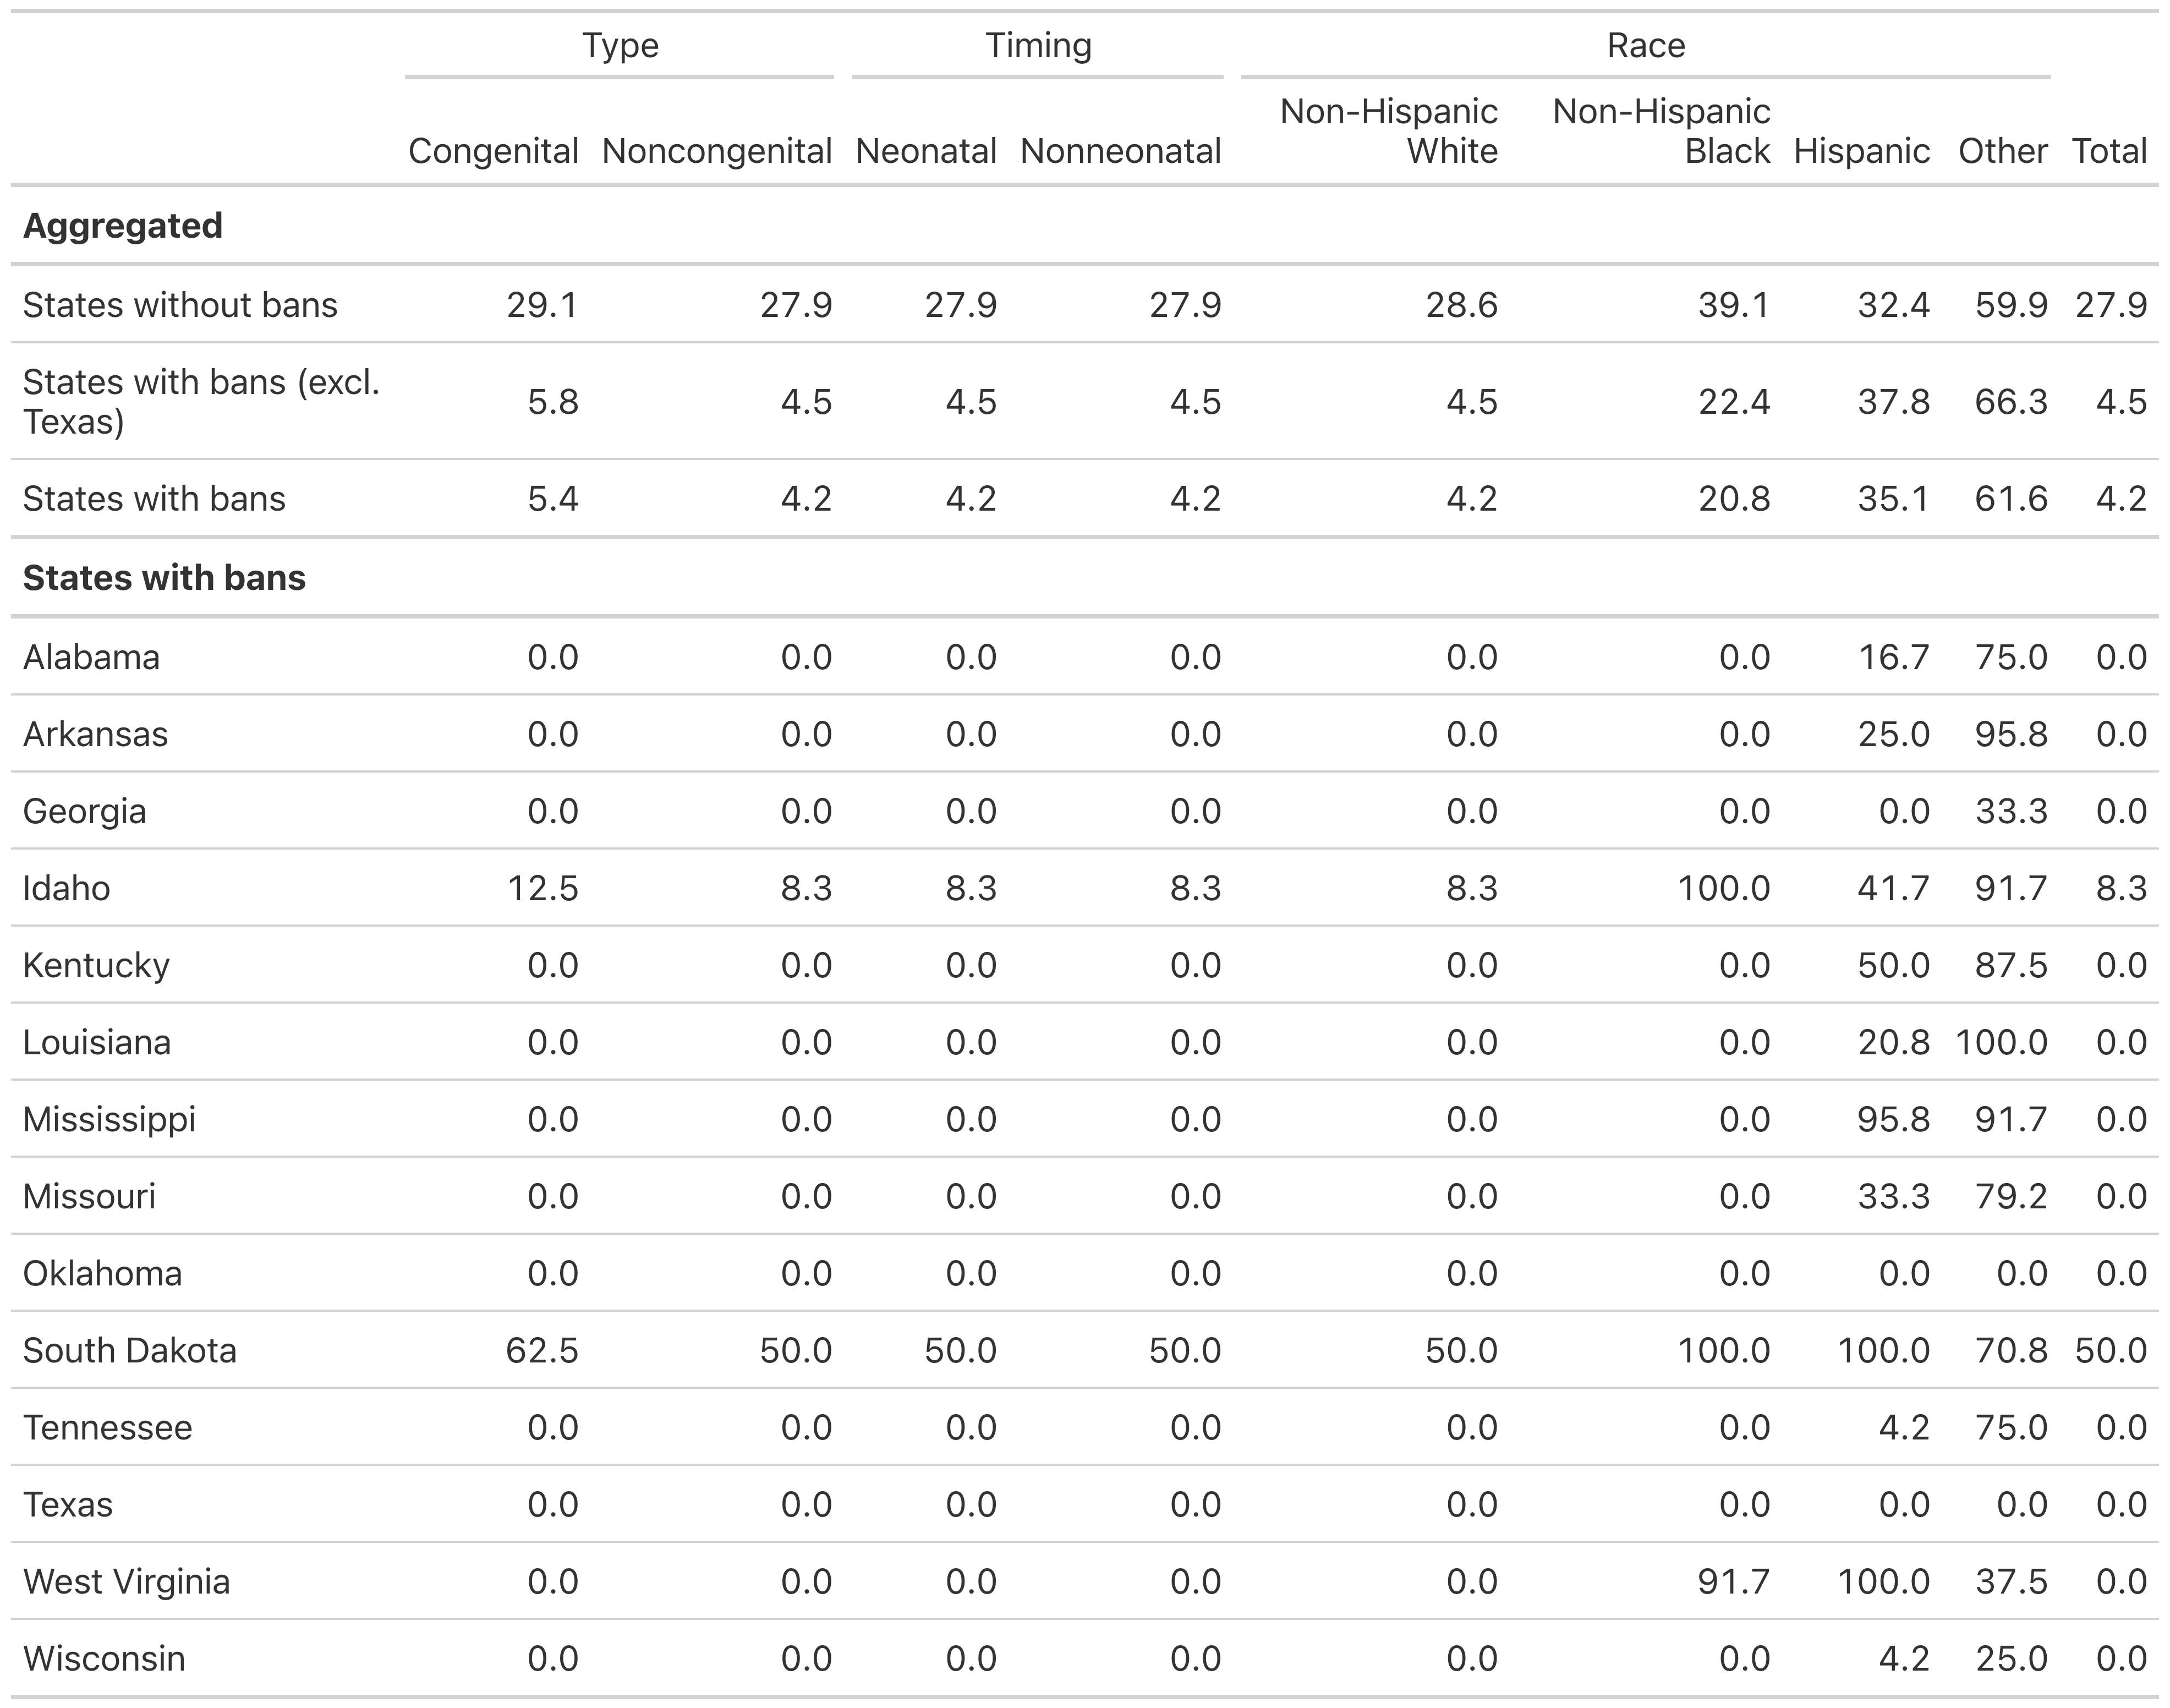 Type Timing Race
Non-Hispanic Non-Hispanic
Congenital Noncongenital Neonatal Nonneonatal White Black Hispanic Other Total
Aggregated
States without bans 29.1 27.9 27.9 27.9 28.6 39.1 32.4 59.9 27.9
States with bans (excl.
Texas) 5.8 4.5 4.5 4.5 4.5 22.4 37.8 66.3 4.5
States with bans 5.4 4.2 4.2 4.2 4.2 20.8 35.1 61.6 4.2
States with bans
Alabama 0.0 0.0 0.0 0.0 0.0 0.0 16.7 75.0 0.0
Arkansas 0.0 0.0 0.0 0.0 0.0 0.0 25.0 95.8 0.0
Georgia 0.0 0.0 0.0 0.0 0.0 0.0 0.0 33.3 0.0
Idaho 12.5 8.3 8.3 8.3 8.3 100.0 41.7 91.7 8.3
Kentucky 0.0 0.0 0.0 0.0 0.0 0.0 50.0 87.5 0.0
Louisiana 0.0 0.0 0.0 0.0 0.0 0.0 20.8 100.0 0.0
Mississippi 0.0 0.0 0.0 0.0 0.0 0.0 95.8 91.7 0.0
Missouri 0.0 0.0 0.0 0.0 0.0 0.0 33.3 79.2 0.0
Oklahoma 0.0 0.0 0.0 0.0 0.0 0.0 0.0 0.0 0.0
South Dakota 62.5 50.0 50.0 50.0 50.0 100.0 100.0 70.8 50.0
Tennessee 0.0 0.0 0.0 0.0 0.0 0.0 4.2 75.0 0.0
Texas 0.0 0.0 0.0 0.0 0.0 0.0 0.0 0.0 0.0
West Virginia 0.0 0.0 0.0 0.0 0.0 91.7 100.0 37.5 0.0
Wisconsin 0.0 0.0 0.0 0.0 0.0 0.0 4.2 25.0 0.0